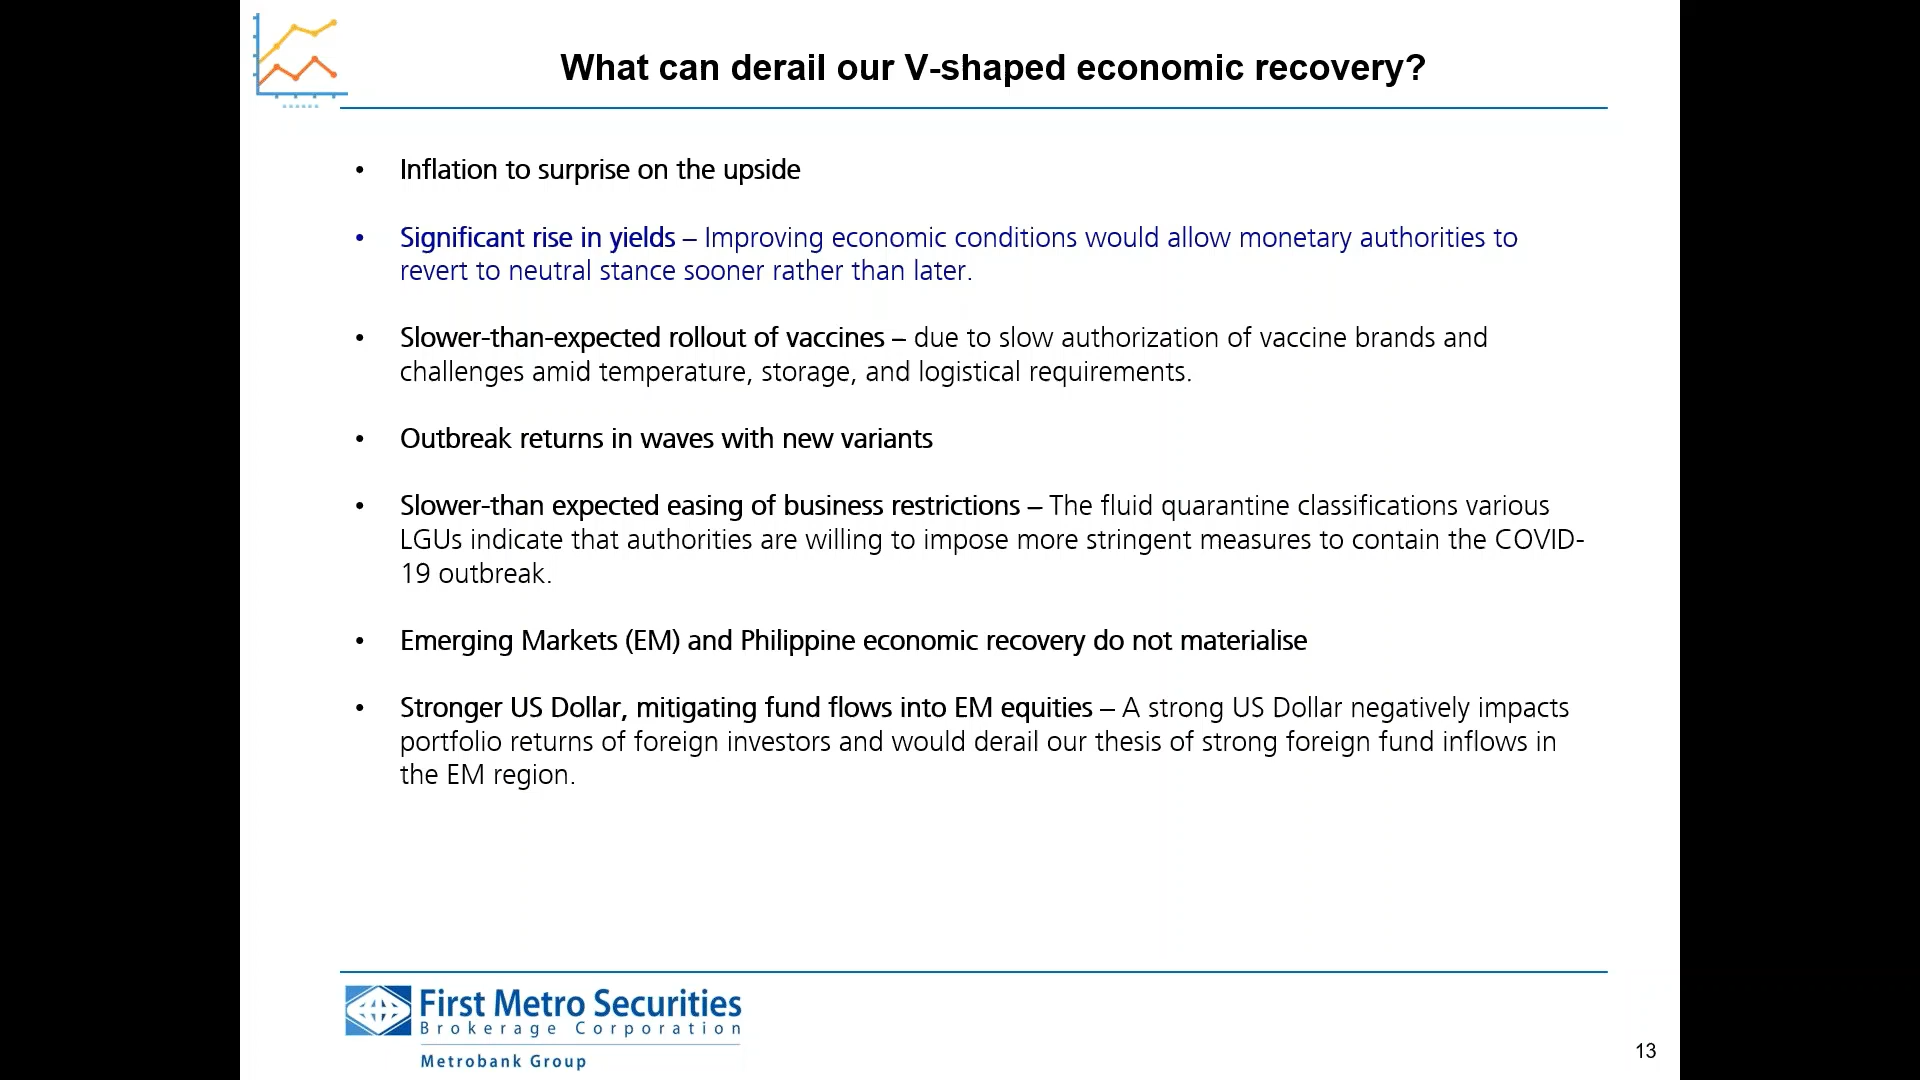 What can derail our V-shaped economic recovery?
• Inflation to surprise on the upside
• Significant rise in yields – Improving economic conditions would allow monetary authorities to
revert to neutral stance sooner rather than later.
• Slower-than-expected rollout of vaccines – due to slow authorization of vaccine brands and
challenges amid temperature, storage, and logistical requirements.
• Outbreak returns in waves with new variants
• Slower-than expected easing of business restrictions – The fluid quarantine classifications various
LGUs indicate that authorities are willing to impose more stringent measures to contain the COVID-
19 outbreak.
• Emerging Markets (EM) and Philippine economic recovery do not materialise
• Stronger US Dollar, mitigating fund flows into EM equities – A strong US Dollar negatively impacts
portfolio returns of foreign investors and would derail our thesis of strong foreign fund inflows in
the EM region.
First Metro Securities
Brokerage Corporation
Metrobank Group
13